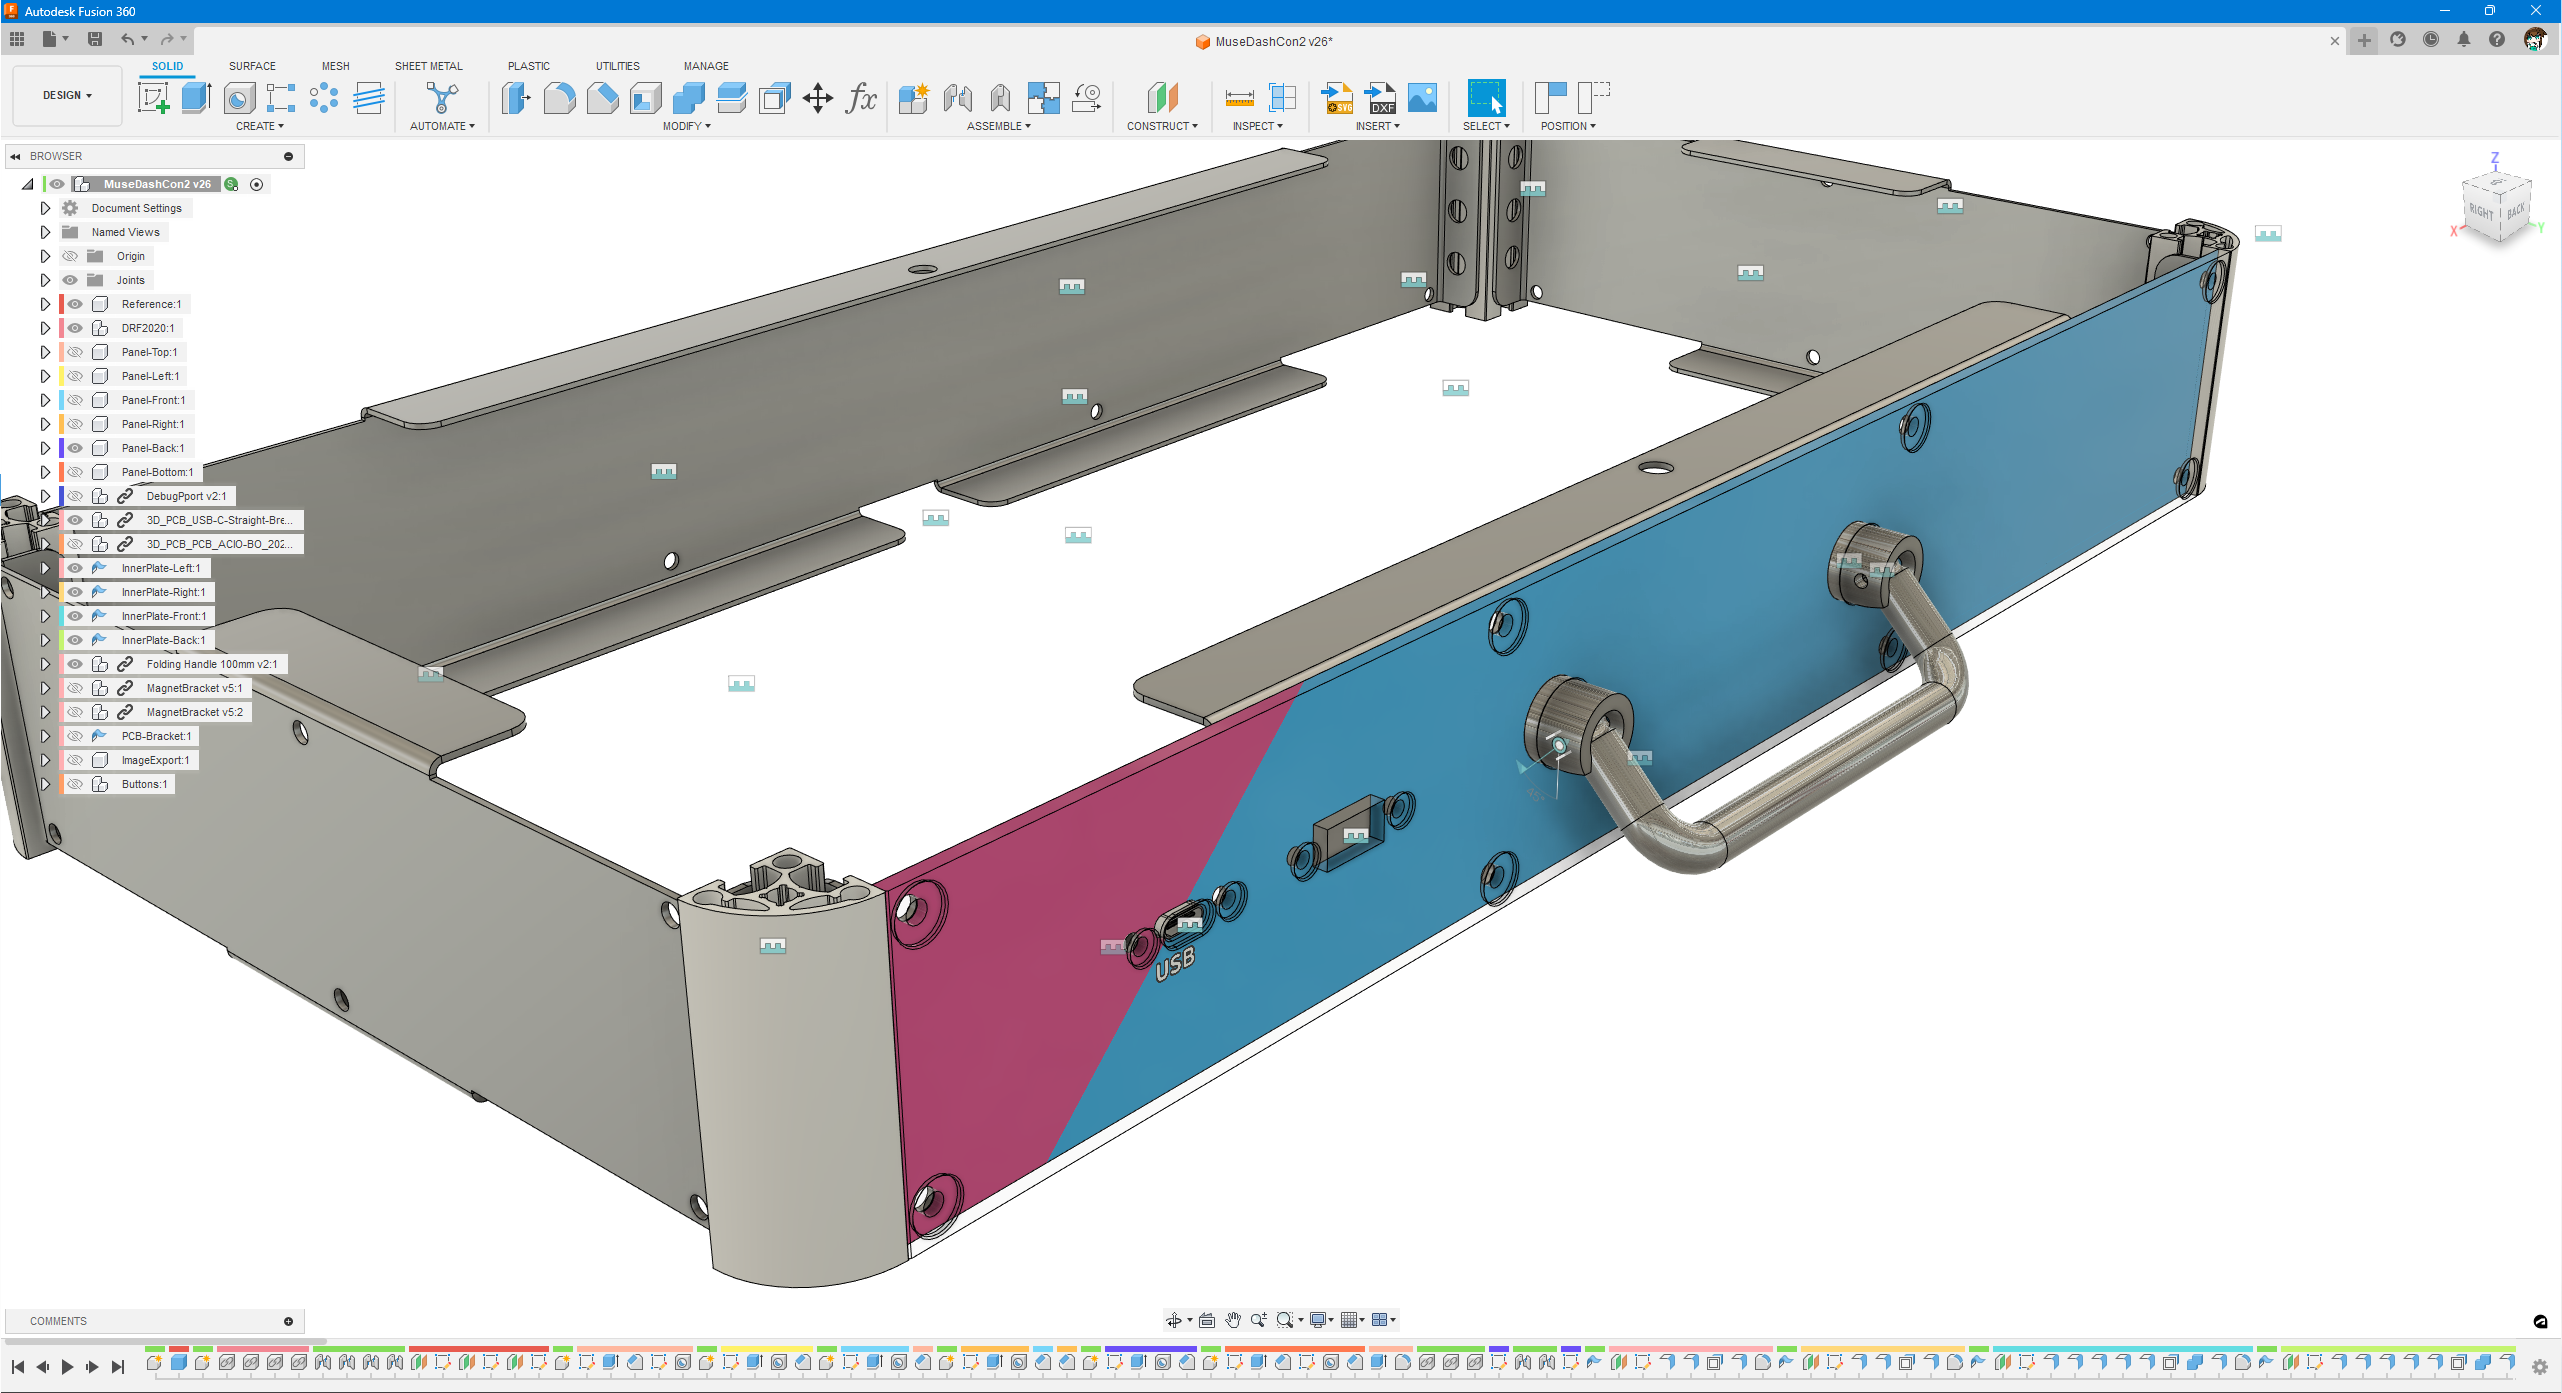 Autodesk Fusion 360
MuseDashCon2 v26*
DESIGN
SOLID
SURFACE
MESH
SHEET METAL
PLASTIC
UTILITIES
MANAGE
CREATE
AUTOMATE
MODIFY
ASSEMBLE
CONSTRUCT
INSPECT
INSERT
SELECT
POSITION
fx
SVG
DXF
BROWSER
MuseDashCon2 v26
Document Settings
Named Views
Origin
Joints
Reference:1
DRF2020:1
Panel-Top:1
Panel-Left:1
Panel-Front:1
Panel-Right:1
Panel-Back:1
Panel-Bottom:1
DebugPport v2:1
3D_PCB_USB-C-Straight-Bre...
3D_PCB_PCB_ACIO-BO_202...
InnerPlate-Left:1
InnerPlate-Right:1
InnerPlate-Front:1
InnerPlate-Back:1
Folding Handle 100mm v2:1
MagnetBracket v5:1
MagnetBracket v5:2
PCB-Bracket:1
ImageExport:1
Buttons:1
Z
RIGHT
BACK
X
Y
45°
USB
COMMENTS